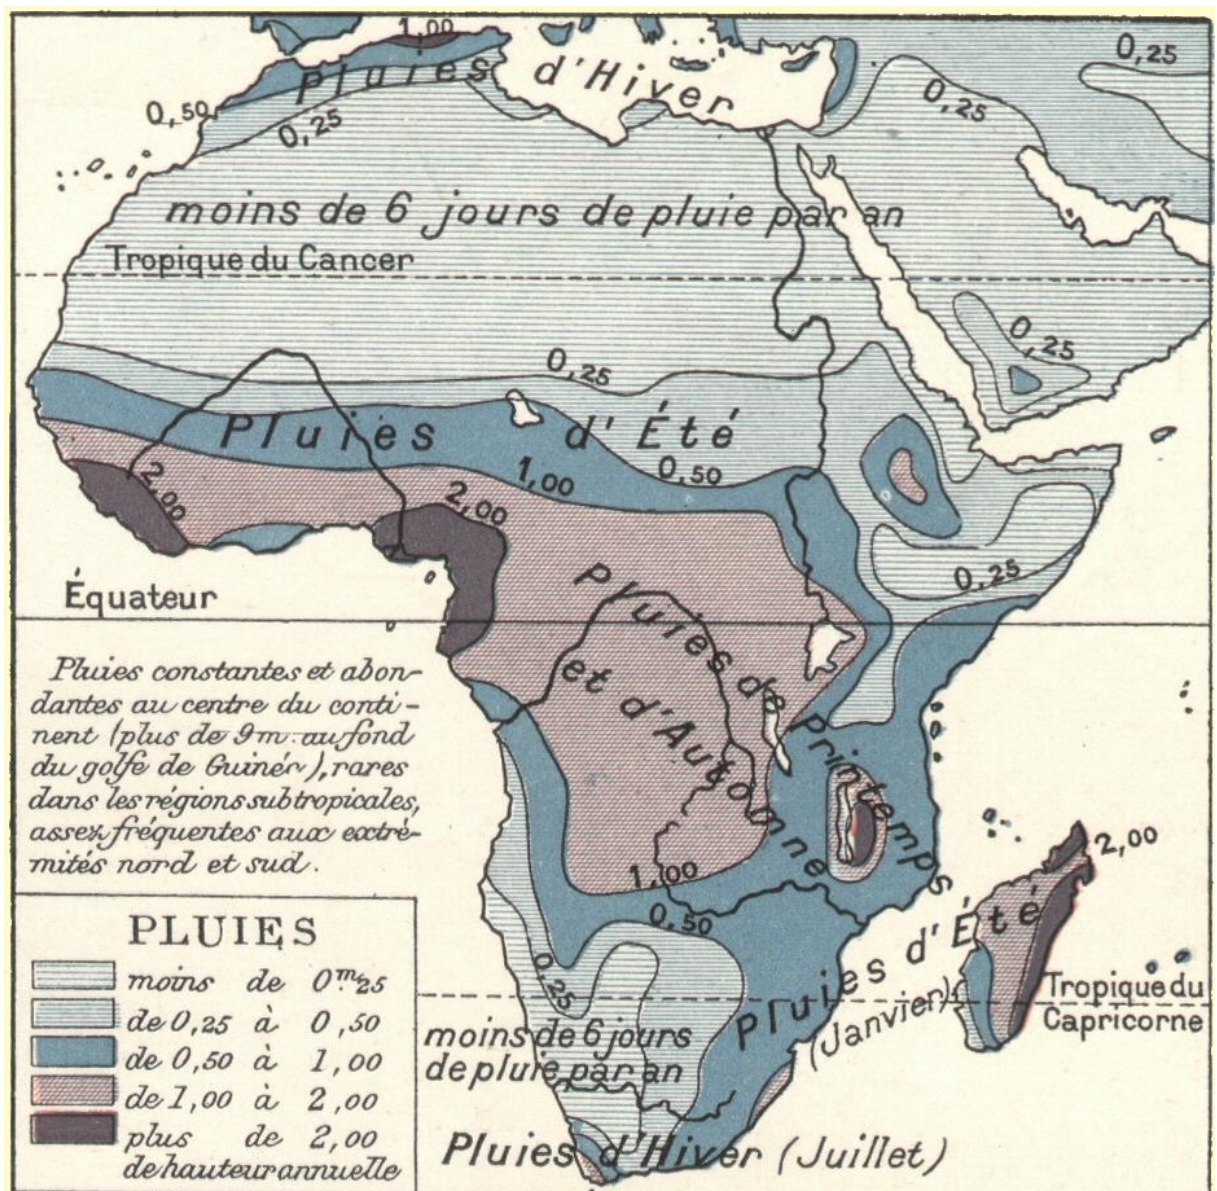 1,00
Pluies d'Hiver
0,25
0,50
0,25
0,25
moins de 6 jours de pluie par an
Tropique du Cancer
0,25
0,25
Pluies d'Été
0,50
2,00
1,00
2,00
0,25
Équateur
Pluies de Printemps
et d'Automne
Pluies constantes et abon-
dantes au centre du conti-
nent (plus de 9m. au fond
du golfe de Guinér), rares
dans les régions subtropicales,
assez fréquentes aux extré-
mités nord et sud.
2,00
1,00
0,50
0,25
Pluies d'Été
(Janvier)
Tropique du
Capricorne
moins de 6 jours
de pluie par an
Pluies d'Hiver (Juillet)
PLUIES
moins de 0m.25
de 0,25 à 0,50
de 0,50 à 1,00
de 1,00 à 2,00
plus de 2,00
de hauteur annuelle